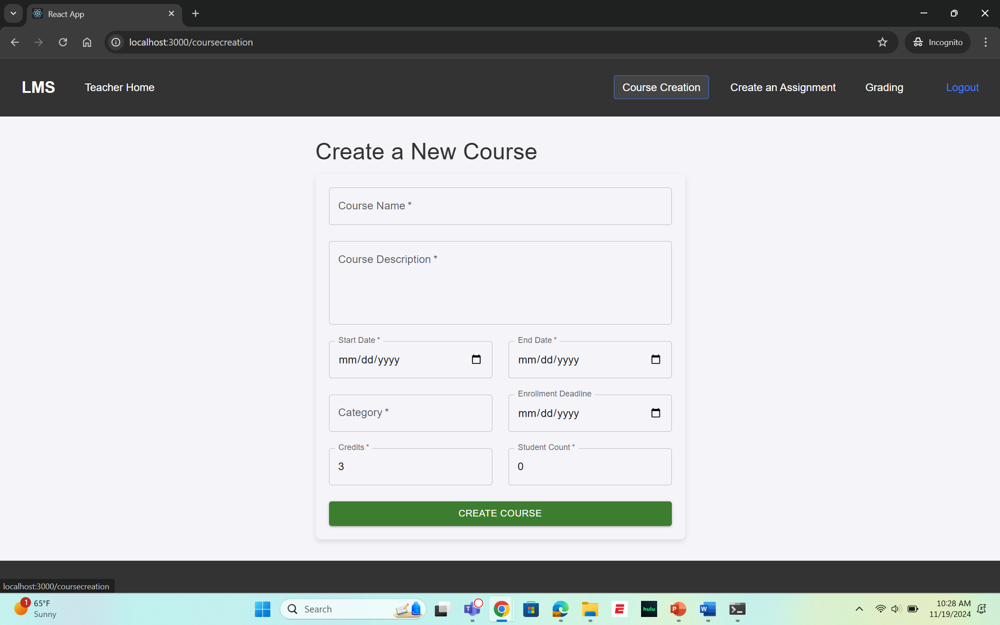 React App
localhost:3000/coursecreation
Incognito
LMS
Teacher Home
Course Creation
Create an Assignment
Grading
Logout
Create a New Course
Course Name *
Course Description *
Start Date *
End Date *
mm/dd/yyyy
mm/dd/yyyy
Category *
Enrollment Deadline
mm/dd/yyyy
Credits *
Student Count *
3
0
CREATE COURSE
localhost:3000/coursecreation
1
65°F
Sunny
Search
T
E
hulu
P
W
10:28 AM
11/19/2024